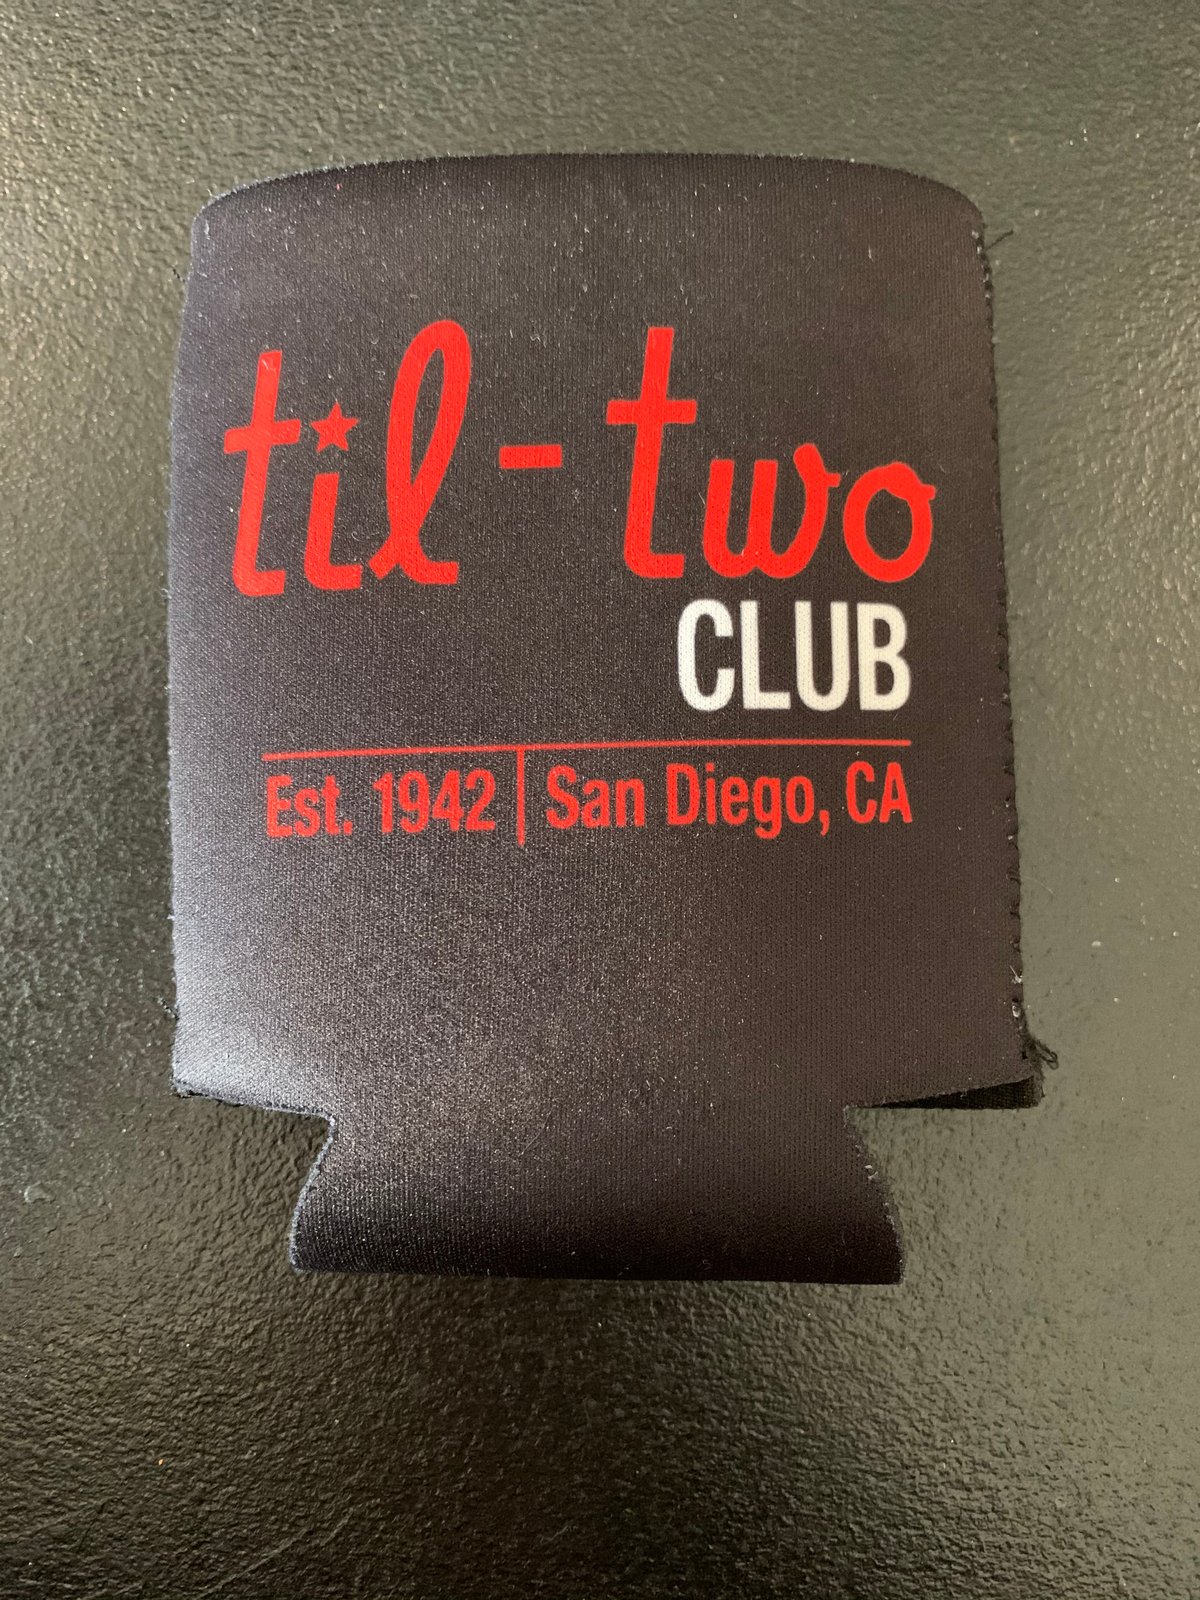 til-two
CLUB
Est. 1942 | San Diego, CA